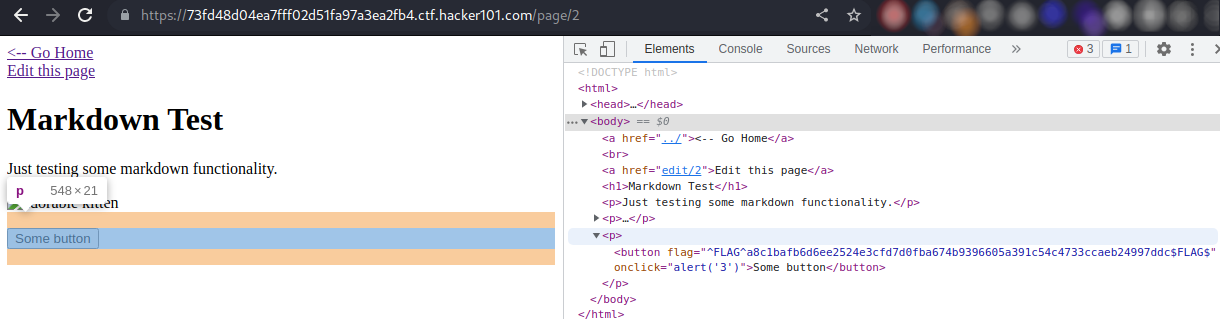 https://73fd48d04ea7fff02d51fa97a3ea2fb4.ctf.hacker101.com/page/2
<-- Go Home
Edit this page
Markdown Test
Just testing some markdown functionality.
p 548×21
kitten
Some button
Elements Console Sources Network Performance » 3 1
<!DOCTYPE html>
<html>
<head>…</head>
<body> == $0
<a href="../"><-- Go Home</a>
<br>
<a href="edit/2">Edit this page</a>
<h1>Markdown Test</h1>
<p>Just testing some markdown functionality.</p>
<p>…</p>
<p>
<button flag="^FLAG^a8c1bafb6d6ee2524e3cfd7d0fba674b9396605a391c54c4733ccaeb24997ddc$FLAG$"
onclick="alert('3')">Some button</button>
</p>
</body>
</html>